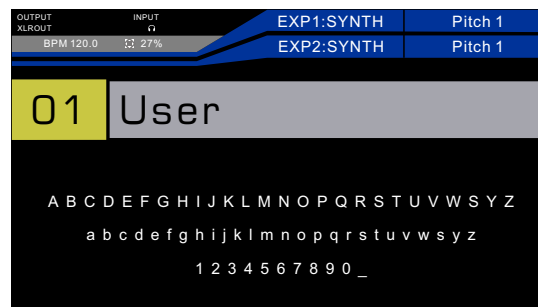 OUTPUT INPUT EXP1:SYNTH Pitch 1
XLROUT
BPM 120.0 27% EXP2:SYNTH Pitch 1
01 User
A B C D E F G H I J K L M N O P Q R S T U V W S Y Z
a b c d e f g h i j k l m n o p q r s t u v w s y z
1 2 3 4 5 6 7 8 9 0 _